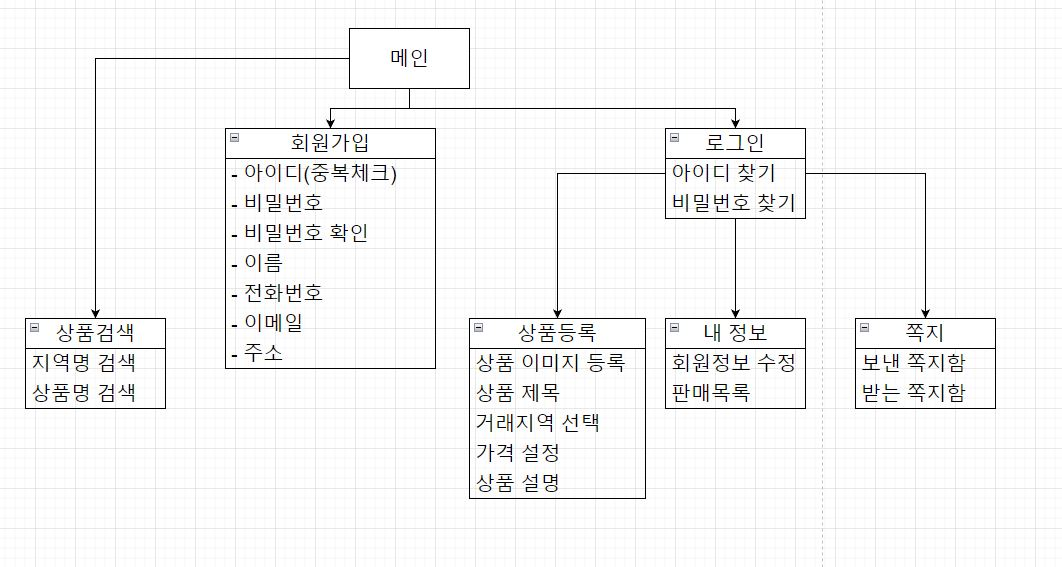 메인
회원가입
- 아이디(중복체크)
- 비밀번호
- 비밀번호 확인
- 이름
- 전화번호
- 이메일
- 주소
로그인
아이디 찾기
비밀번호 찾기
상품검색
지역명 검색
상품명 검색
상품등록
상품 이미지 등록
상품 제목
거래지역 선택
가격 설정
상품 설명
내 정보
회원정보 수정
판매목록
쪽지
보낸 쪽지함
받는 쪽지함